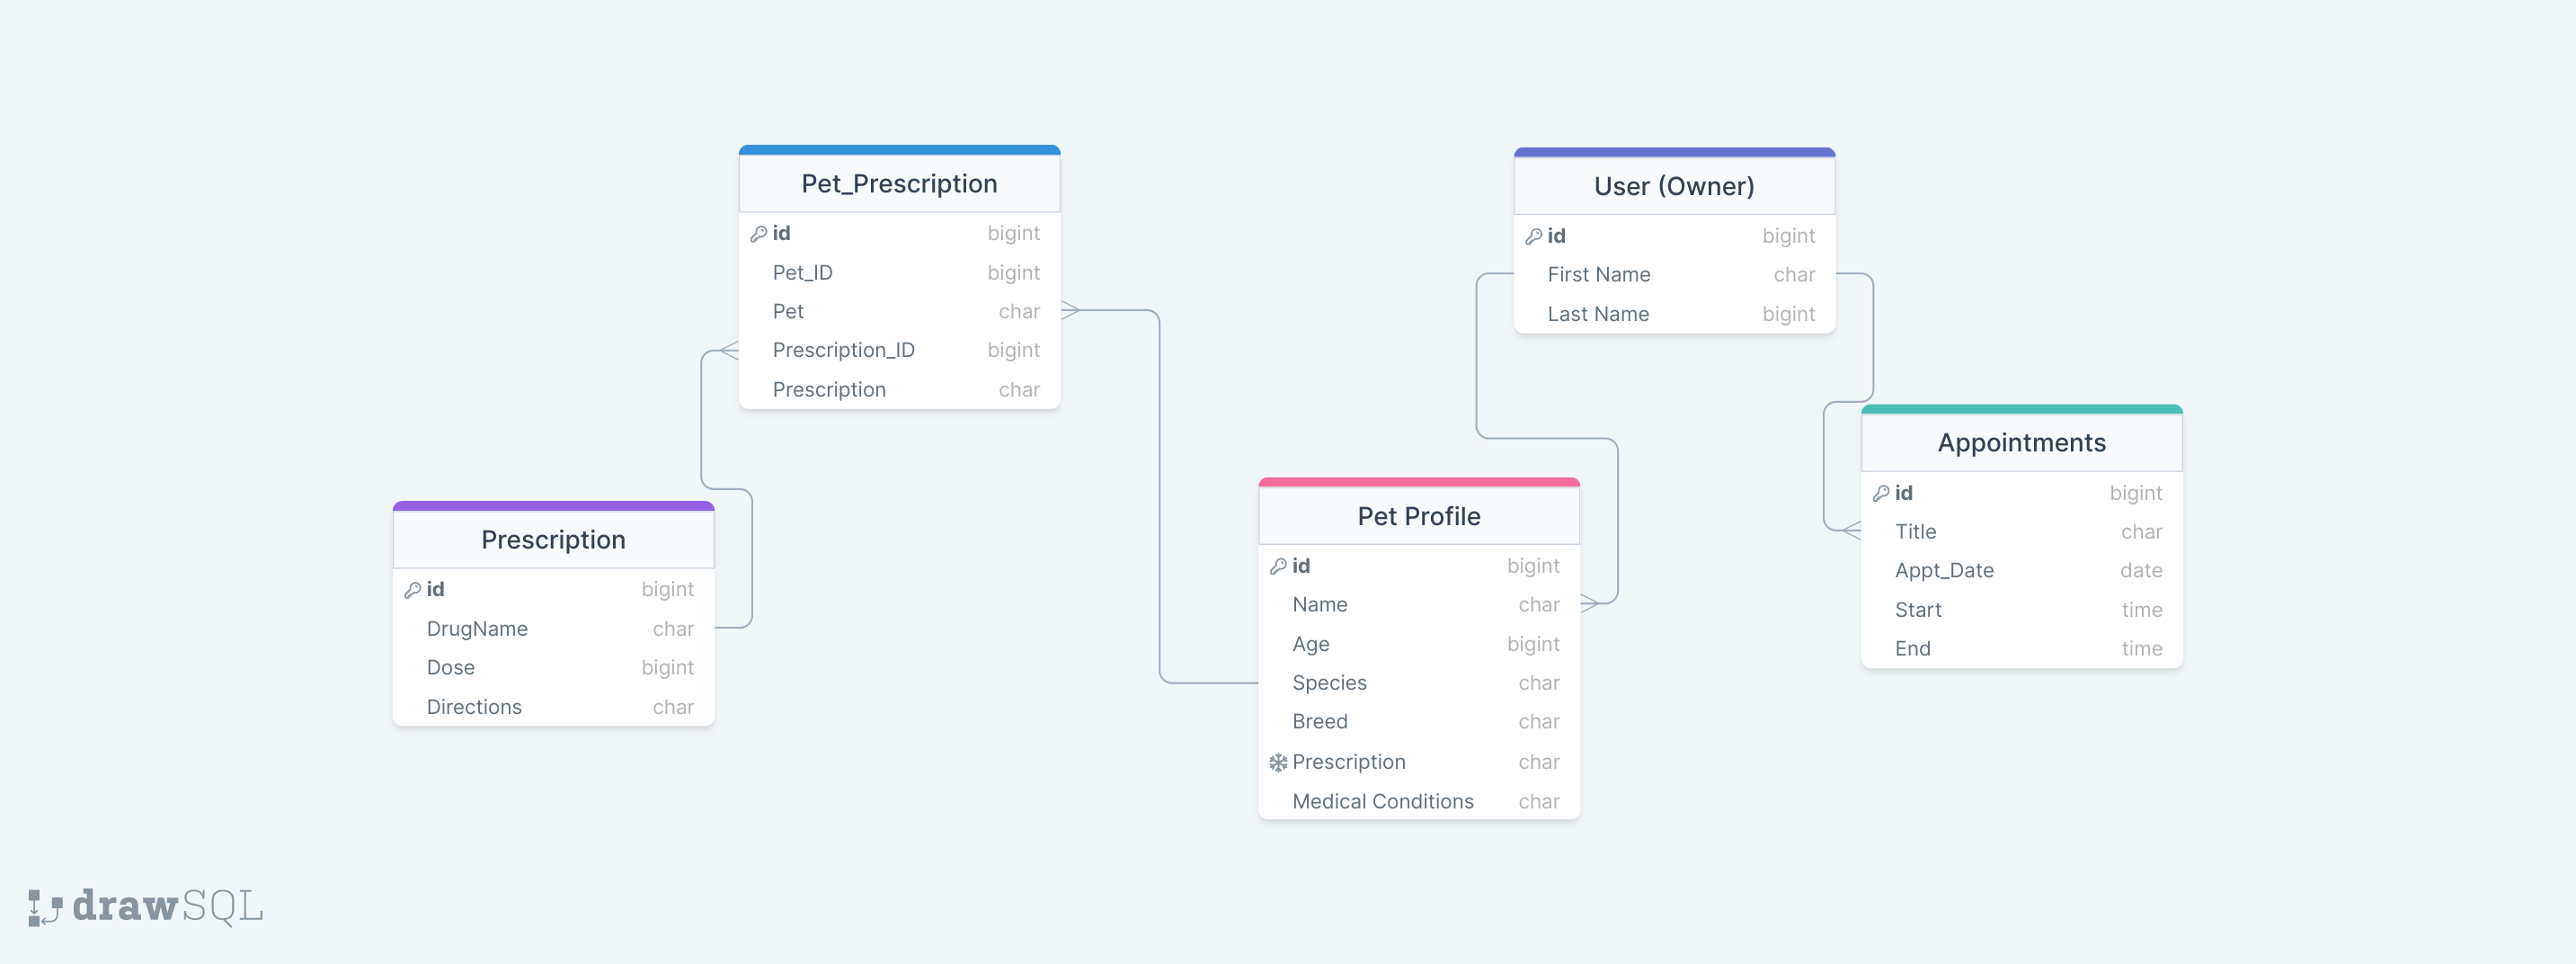 Pet_Prescription
id bigint
Pet_ID bigint
Pet char
Prescription_ID bigint
Prescription char
User (Owner)
id bigint
First Name char
Last Name bigint
Appointments
id bigint
Title char
Appt_Date date
Start time
End time
Pet Profile
id bigint
Name char
Age bigint
Species char
Breed char
Prescription char
Medical Conditions char
Prescription
id bigint
DrugName char
Dose bigint
Directions char
drawSQL